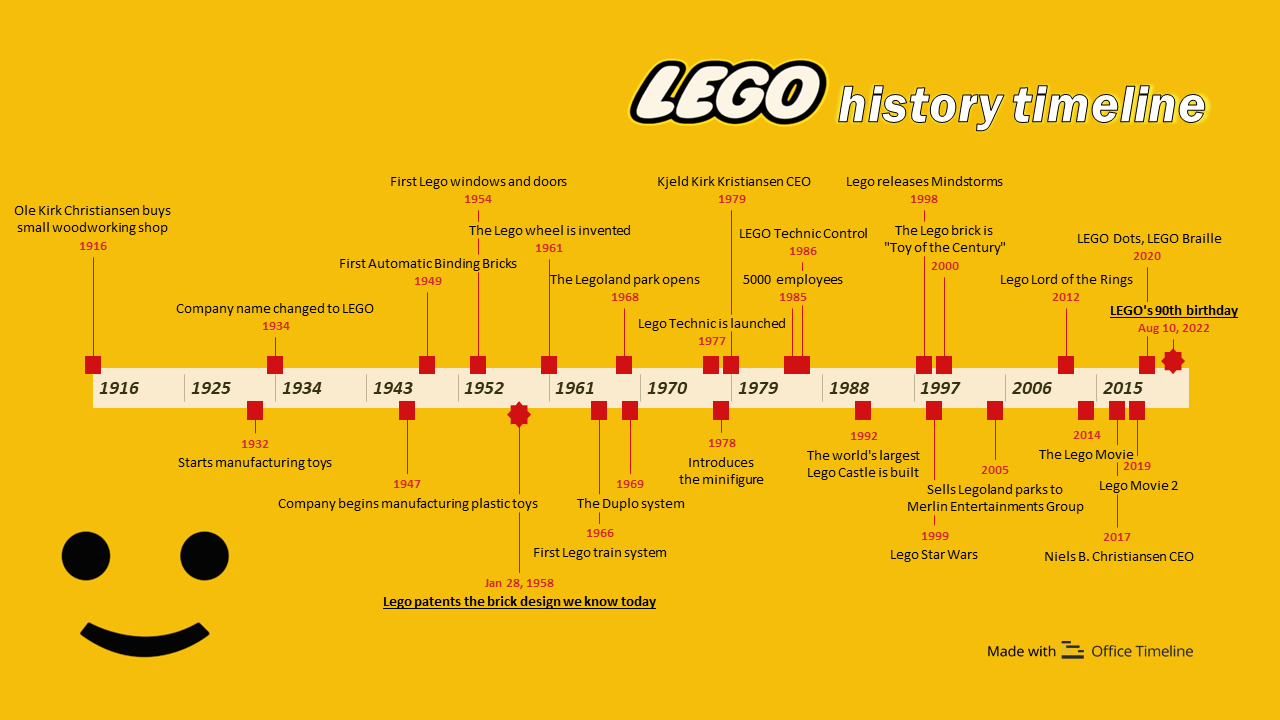 LEGO history timeline
First Lego windows and doors
1954
Kjeld Kirk Kristiansen CEO
1979
Lego releases Mindstorms
1998
Ole Kirk Christiansen buys
small woodworking shop
1916
The Lego wheel is invented
1961
LEGO Technic Control
1986
The Lego brick is
"Toy of the Century"
2000
LEGO Dots, LEGO Braille
2020
First Automatic Binding Bricks
1949
The Legoland park opens
1968
5000 employees
1985
Lego Lord of the Rings
2012
Company name changed to LEGO
1934
Lego Technic is launched
1977
LEGO's 90th birthday
Aug 10, 2022
1916 1925 1934 1943 1952 1961 1970 1979 1988 1997 2006 2015
1932
Starts manufacturing toys
1947
Company begins manufacturing plastic toys
Jan 28, 1958
Lego patents the brick design we know today
1966
First Lego train system
1969
The Duplo system
1978
Introduces
the minifigure
1992
The world's largest
Lego Castle is built
1999
Lego Star Wars
2005
Sells Legoland parks to
Merlin Entertainments Group
2014
The Lego Movie
2017
Niels B. Christiansen CEO
2019
Lego Movie 2
Made with Office Timeline